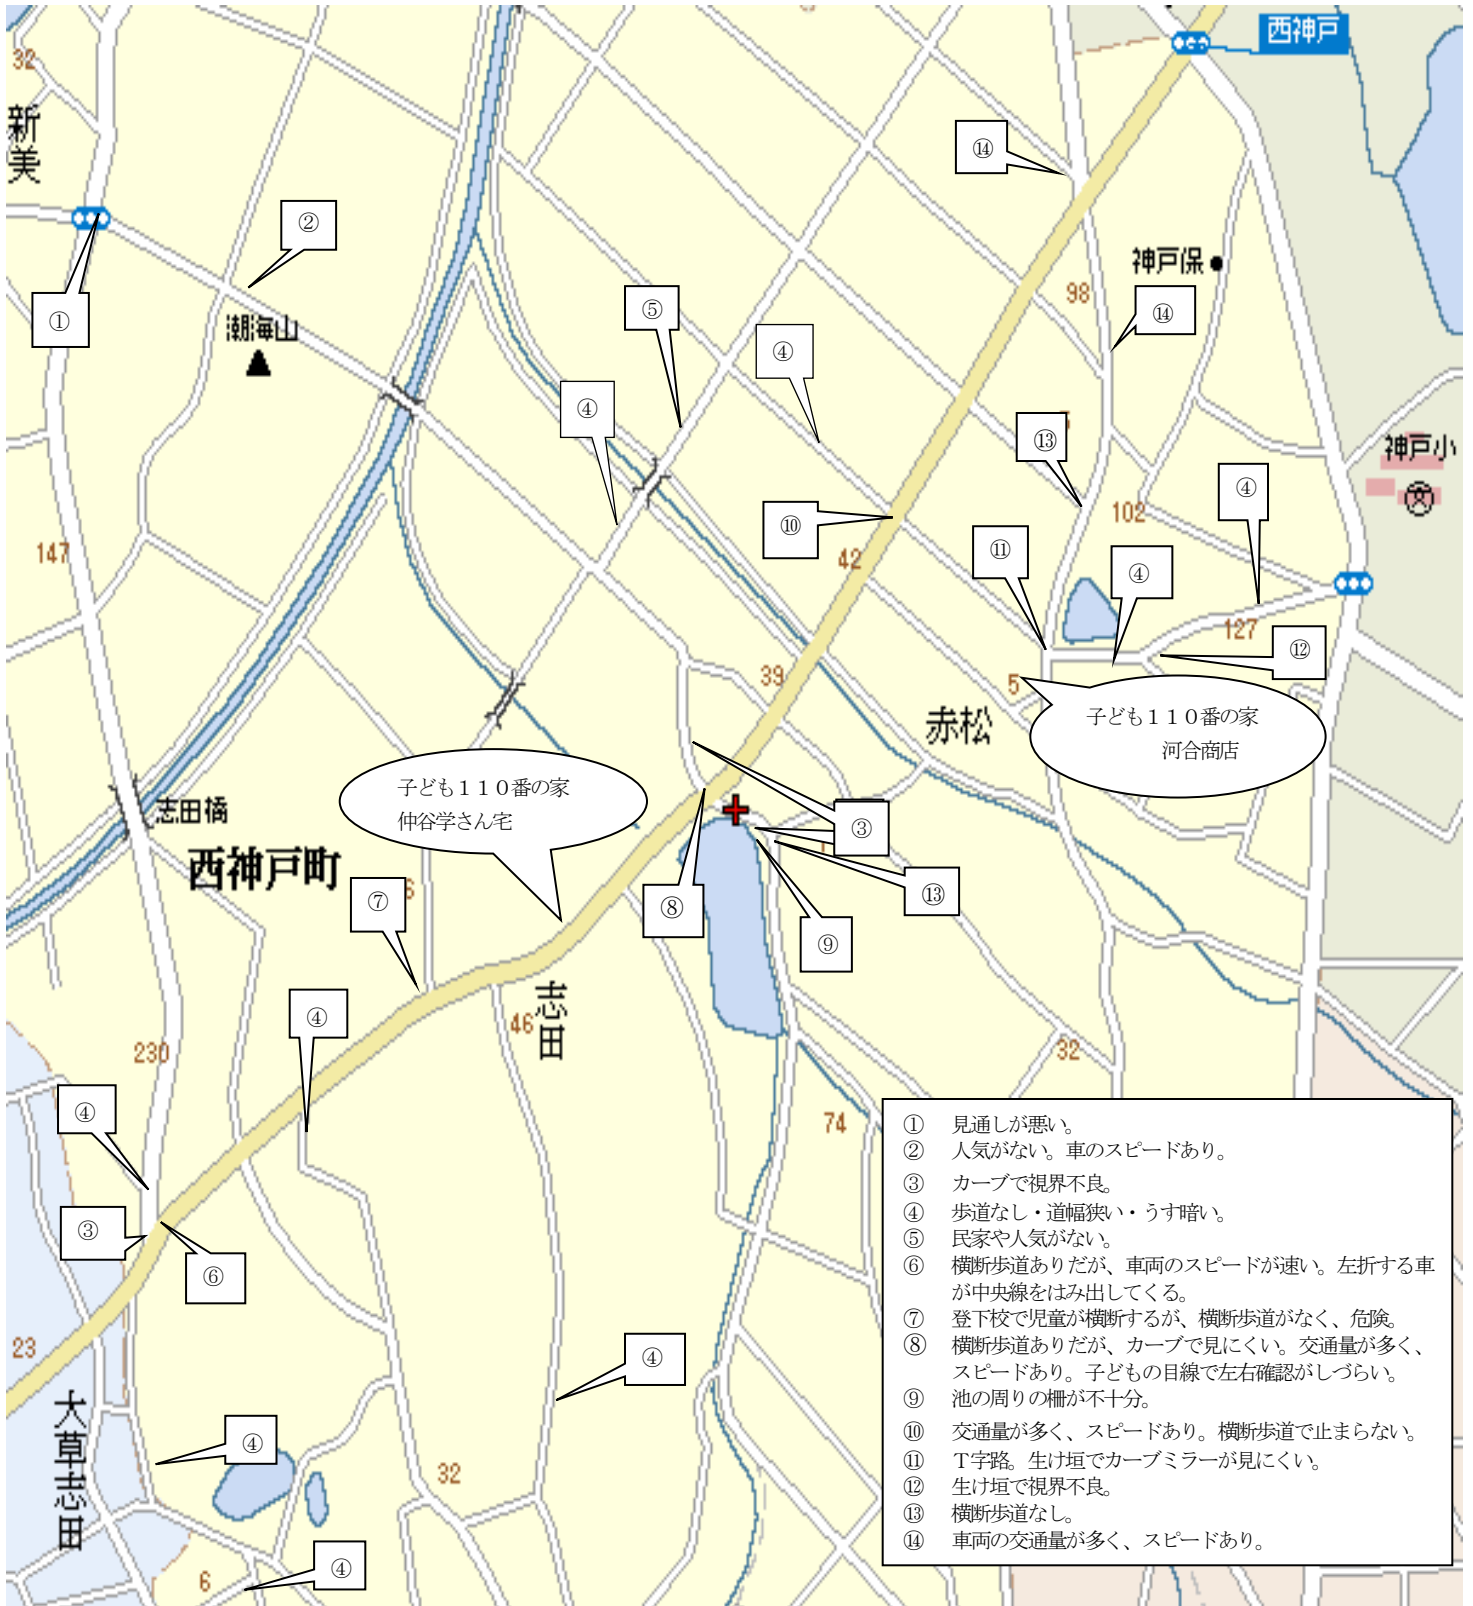 西神戸
32
新美
⑭
②
神戸保
98
①
潮海山
⑤
⑭
④
④
⑬
神戸小
④
102
⑩
147
42
⑪
④
127
⑫
39
5
赤松
子ども１１０番の家
河合商店
子ども１１０番の家
仲谷学さん宅
志田橋
③
西神戸町
⑦
⑧
⑬
⑨
志田
46
④
230
32
④
74
③
⑥
23
④
大草志田
④
32
6
④
① 見通しが悪い。
② 人気がない。車のスピードあり。
③ カーブで視界不良。
④ 歩道なし・道幅狭い・うす暗い。
⑤ 民家や人気がない。
⑥ 横断歩道ありだが、車両のスピードが速い。左折する車
が中央線をはみ出してくる。
⑦ 登下校で児童が横断するが、横断歩道がなく、危険。
⑧ 横断歩道ありだが、カーブで見にくい。交通量が多く、
スピードあり。子どもの目線で左右確認がしづらい。
⑨ 池の周りの柵が不十分。
⑩ 交通量が多く、スピードあり。横断歩道で止まらない。
⑪ Ｔ字路。生け垣でカーブミラーが見にくい。
⑫ 生け垣で視界不良。
⑬ 横断歩道なし。
⑭ 車両の交通量が多く、スピードあり。